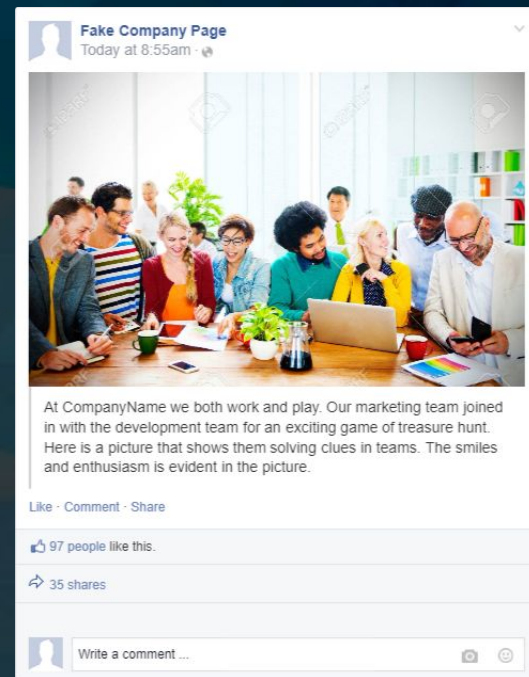 Fake Company Page
Today at 8:55am ·
At CompanyName we both work and play. Our marketing team joined
in with the development team for an exciting game of treasure hunt.
Here is a picture that shows them solving clues in teams. The smiles
and enthusiasm is evident in the picture.
Like · Comment · Share
97 people like this.
35 shares
Write a comment ...